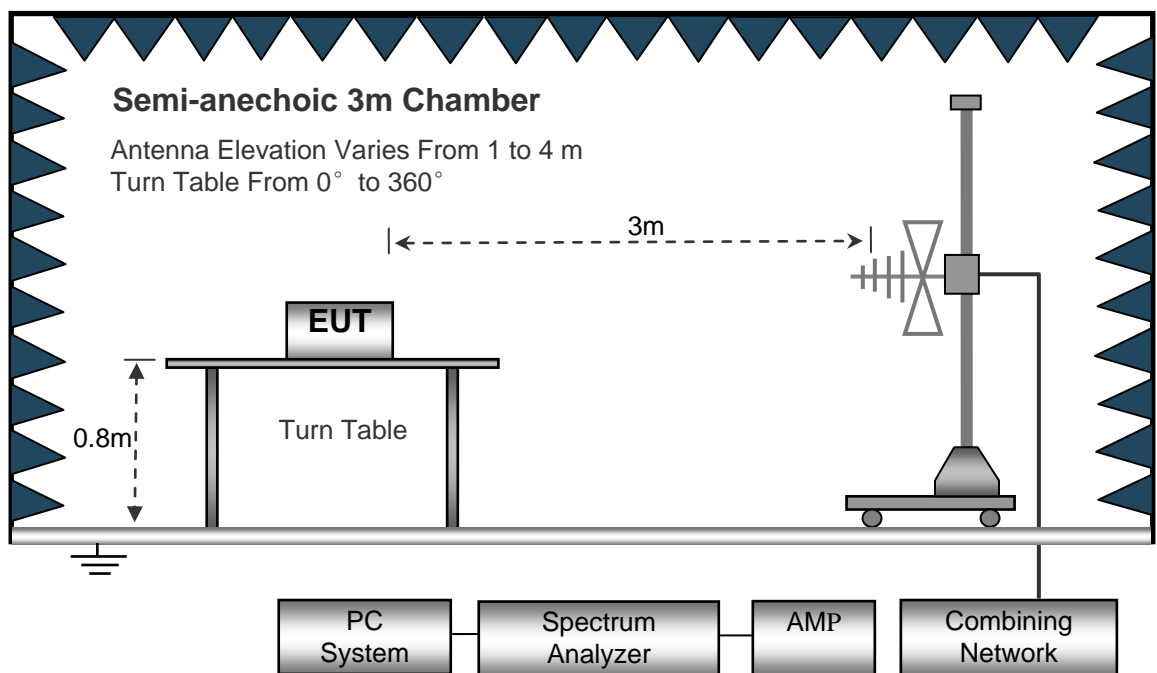 Semi-anechoic 3m Chamber
Antenna Elevation Varies From 1 to 4 m
Turn Table From 0° to 360°
3m
EUT
0.8m
Turn Table
PC
System
Spectrum
Analyzer
AMP
Combining
Network